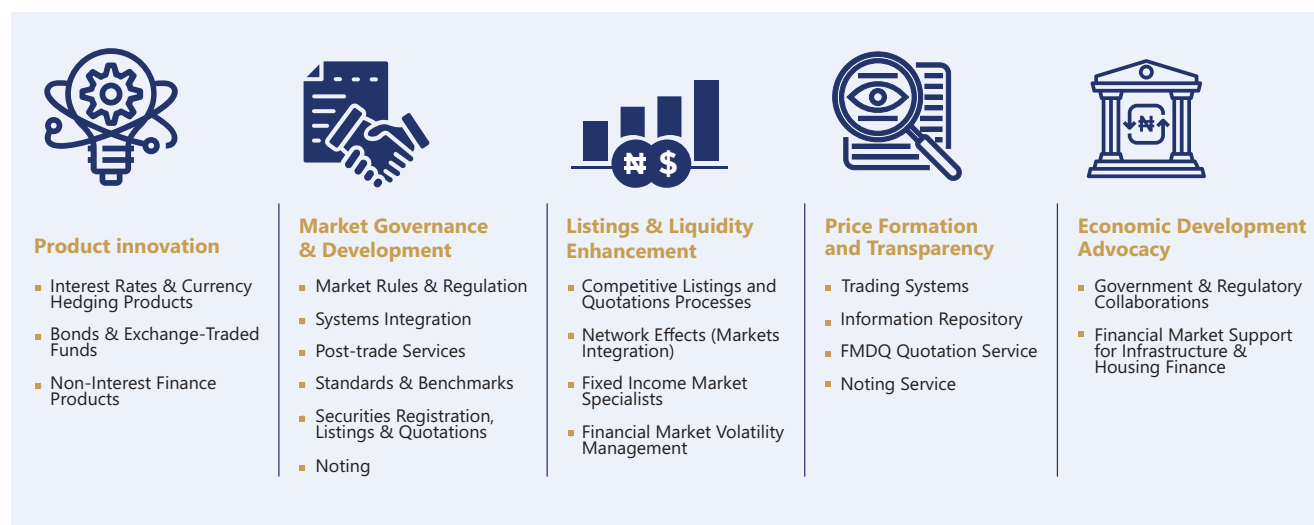 ₦ $
₦
Product innovation
Interest Rates & Currency
Hedging Products
Bonds & Exchange-Traded
Funds
Non-Interest Finance
Products
Market Governance
& Development
Market Rules & Regulation
Systems Integration
Post-trade Services
Standards & Benchmarks
Securities Registration,
Listings & Quotations
Noting
Listings & Liquidity
Enhancement
Competitive Listings and
Quotations Processes
Network Effects (Markets
Integration)
Fixed Income Market
Specialists
Financial Market Volatility
Management
Price Formation
and Transparency
Trading Systems
Information Repository
FMDQ Quotation Service
Noting Service
Economic Development
Advocacy
Government & Regulatory
Collaborations
Financial Market Support
for Infrastructure &
Housing Finance